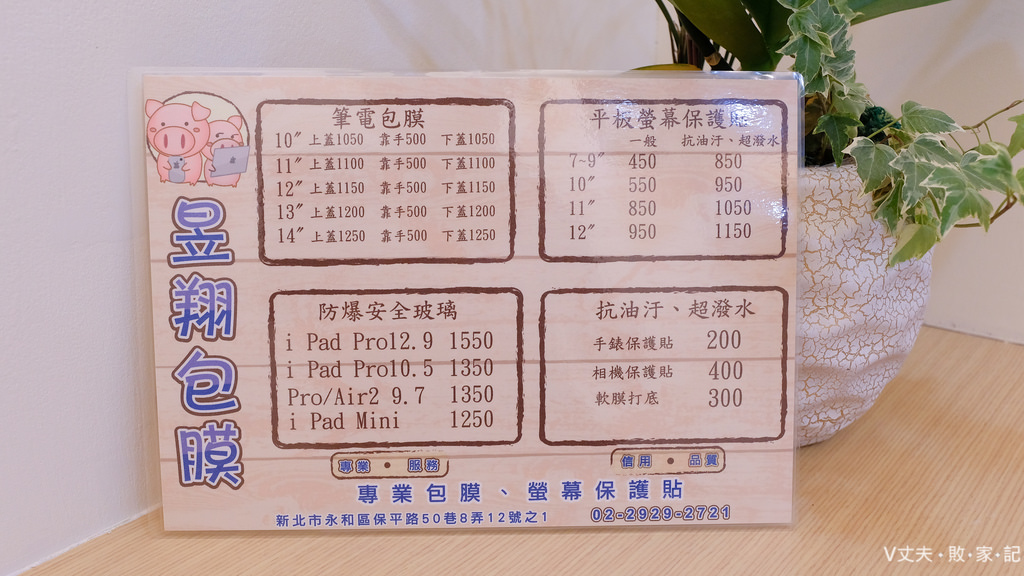 昱翔包膜
筆電包膜
10″ 上蓋1050 靠手500 下蓋1050
11″ 上蓋1100 靠手500 下蓋1100
12″ 上蓋1150 靠手500 下蓋1150
13″ 上蓋1200 靠手500 下蓋1200
14″ 上蓋1250 靠手500 下蓋1250
平板螢幕保護貼
一般 抗油汙、超潑水
7~9″ 450 850
10″ 550 950
11″ 850 1050
12″ 950 1150
防爆安全玻璃
i Pad Pro12.9 1550
i Pad Pro10.5 1350
Pro/Air2 9.7 1350
i Pad Mini 1250
抗油汙、超潑水
手錶保護貼 200
相機保護貼 400
軟膜打底 300
專業•服務
信用•品質
專業包膜、螢幕保護貼
新北市永和區保平路50巷8弄12號之1
02-2929-2721
V丈夫•敗•家•記